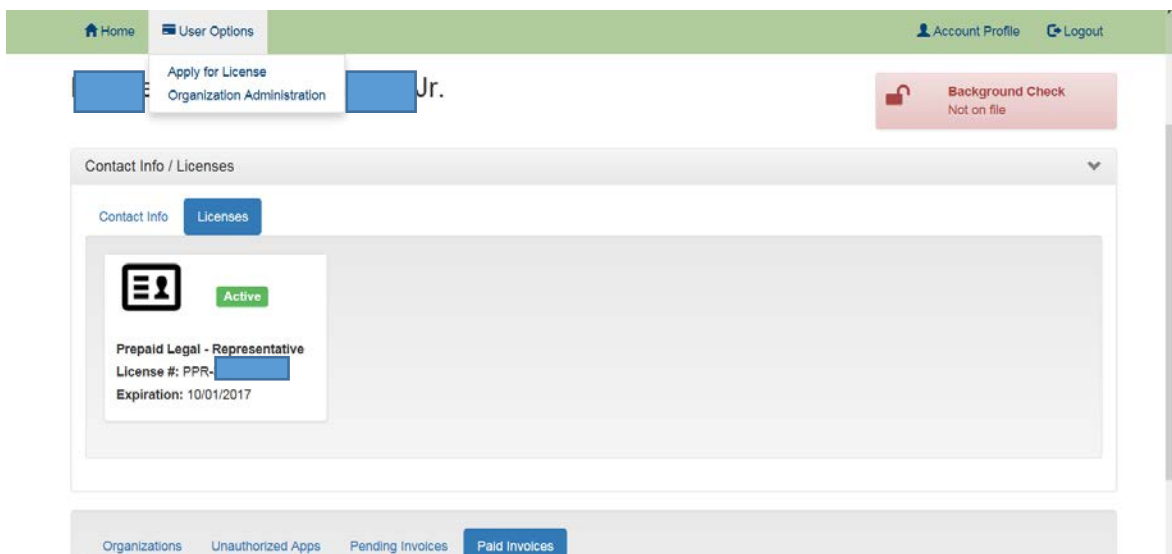 Home User Options Account Profile Logout
Apply for License
Organization Administration
Jr.
Background Check
Not on file
Contact Info / Licenses
Contact Info Licenses
Active
Prepaid Legal - Representative
License #: PPR-
Expiration: 10/01/2017
Organizations Unauthorized Apps Pending Invoices Paid Invoices